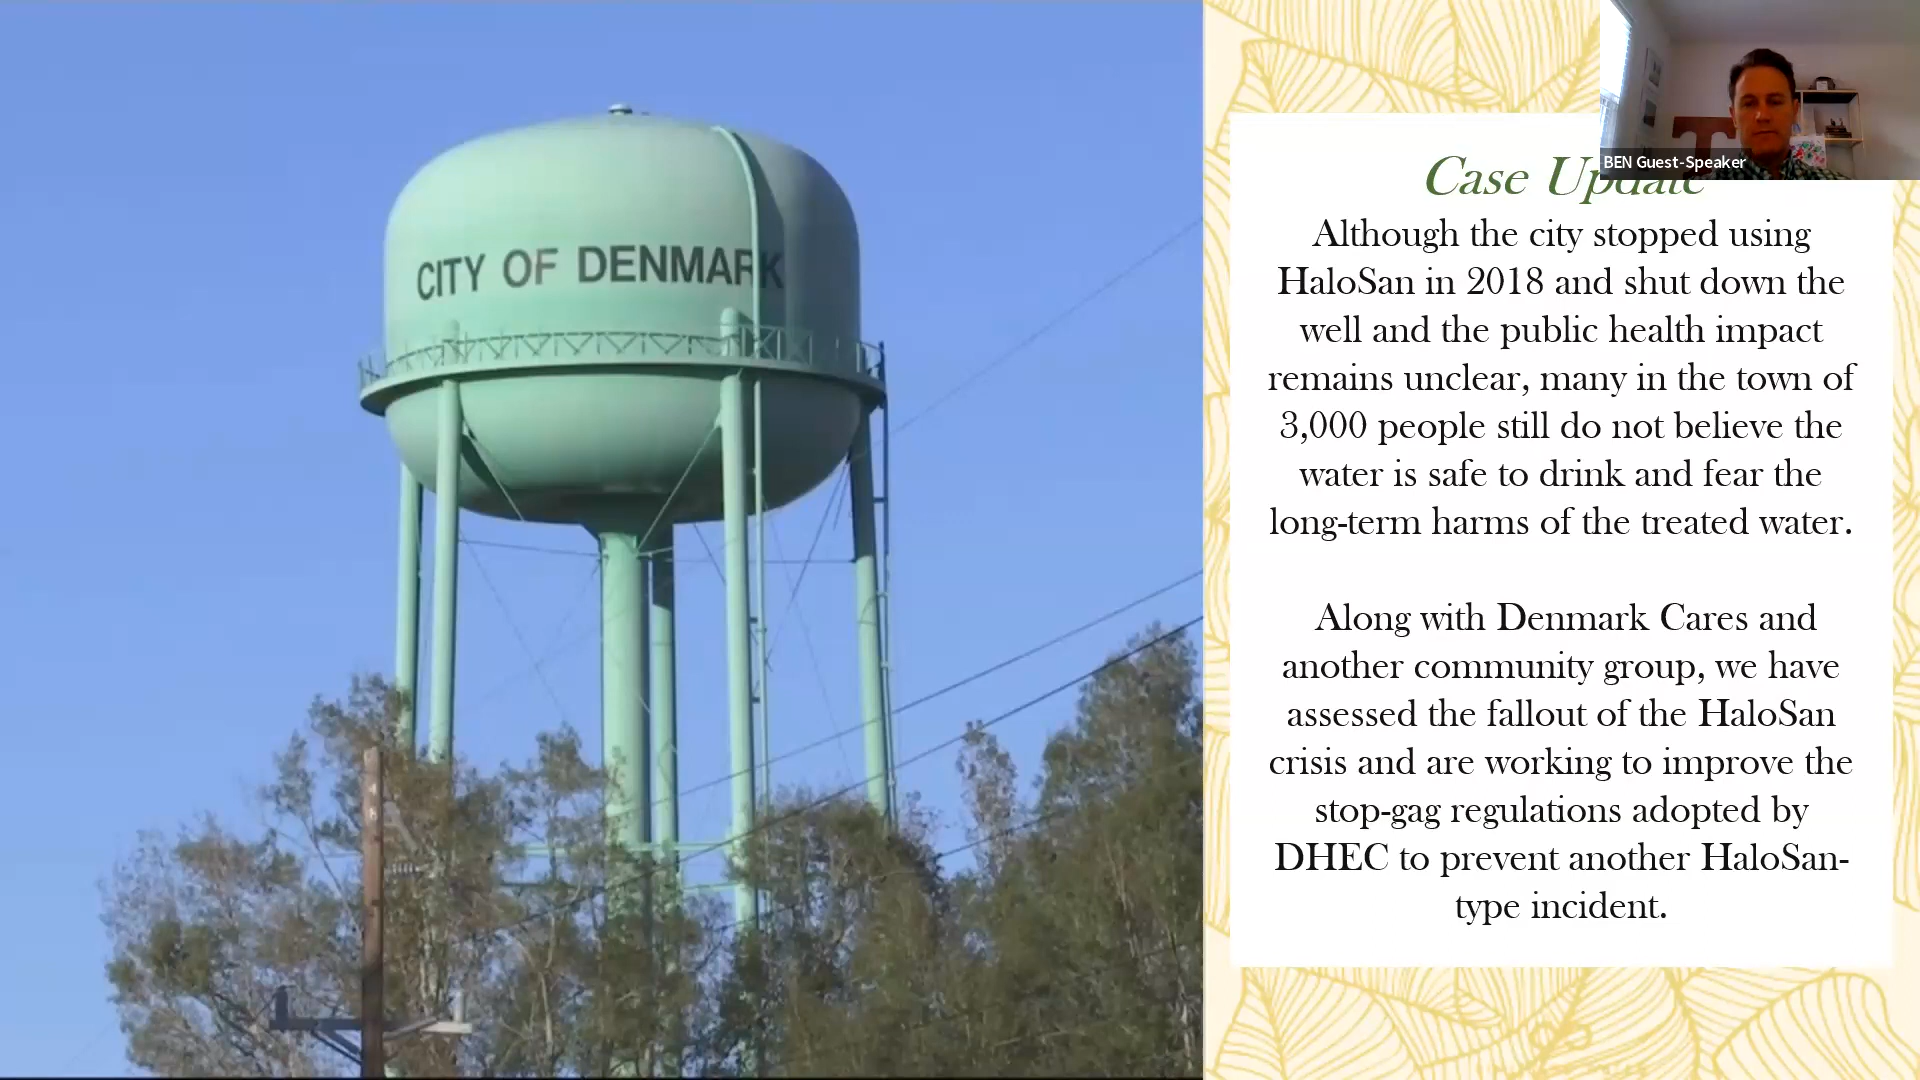 CITY OF DENMARK
BEN Guest-Speaker
Case Update
Although the city stopped using
HaloSan in 2018 and shut down the
well and the public health impact
remains unclear, many in the town of
3,000 people still do not believe the
water is safe to drink and fear the
long-term harms of the treated water.
Along with Denmark Cares and
another community group, we have
assessed the fallout of the HaloSan
crisis and are working to improve the
stop-gag regulations adopted by
DHEC to prevent another HaloSan-
type incident.